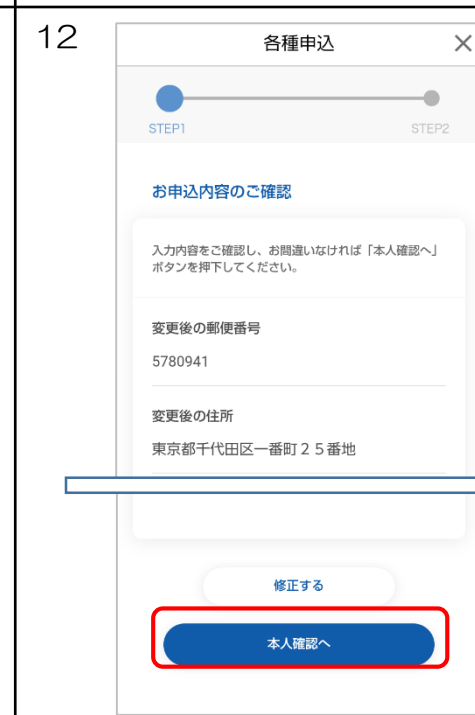 12
各種申込
STEP1
STEP2
お申込内容のご確認
入力内容をご確認し、お間違いなければ「本人確認へ」
ボタンを押下してください。
変更後の郵便番号
5780941
変更後の住所
東京都千代田区一番町２５番地
修正する
本人確認へ